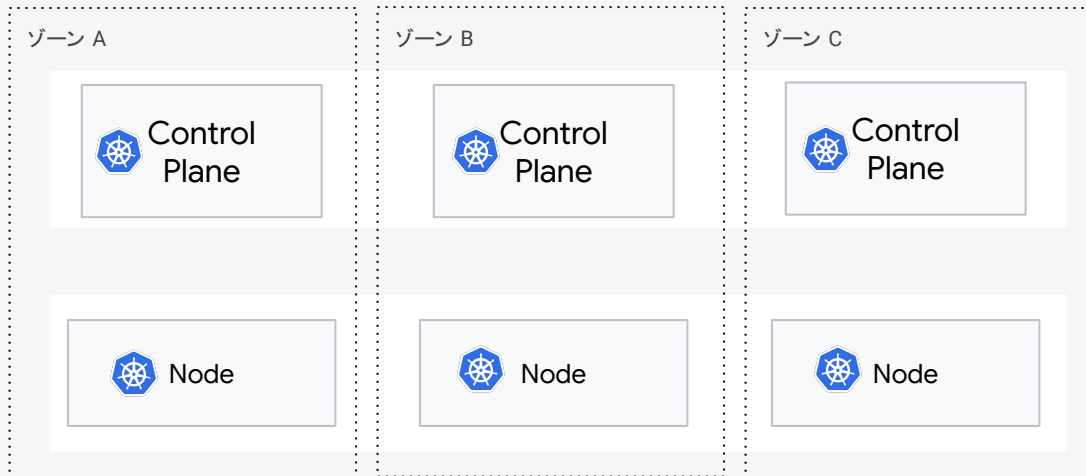 ゾーン A
ゾーン B
ゾーン C
Control
Plane
Control
Plane
Control
Plane
Node
Node
Node